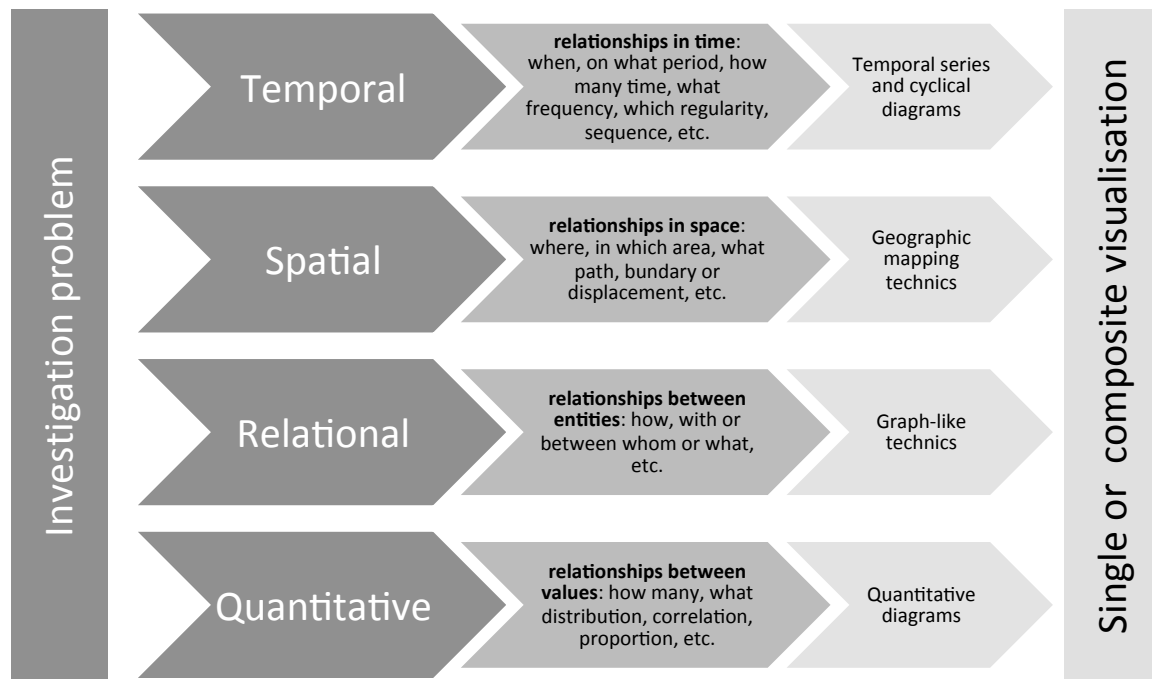 Investigation problem
Temporal
relationships in time:
when, on what period, how
many time, what
frequency, which regularity,
sequence, etc.
Temporal series
and cyclical
diagrams
Spatial
relationships in space:
where, in which area, what
path, bundary or
displacement, etc.
Geographic
mapping
technics
Relational
relationships between
entities: how, with or
between whom or what,
etc.
Graph-like
technics
Quantitative
relationships between
values: how many, what
distribution, correlation,
proportion, etc.
Quantitative
diagrams
Single or composite visualisation